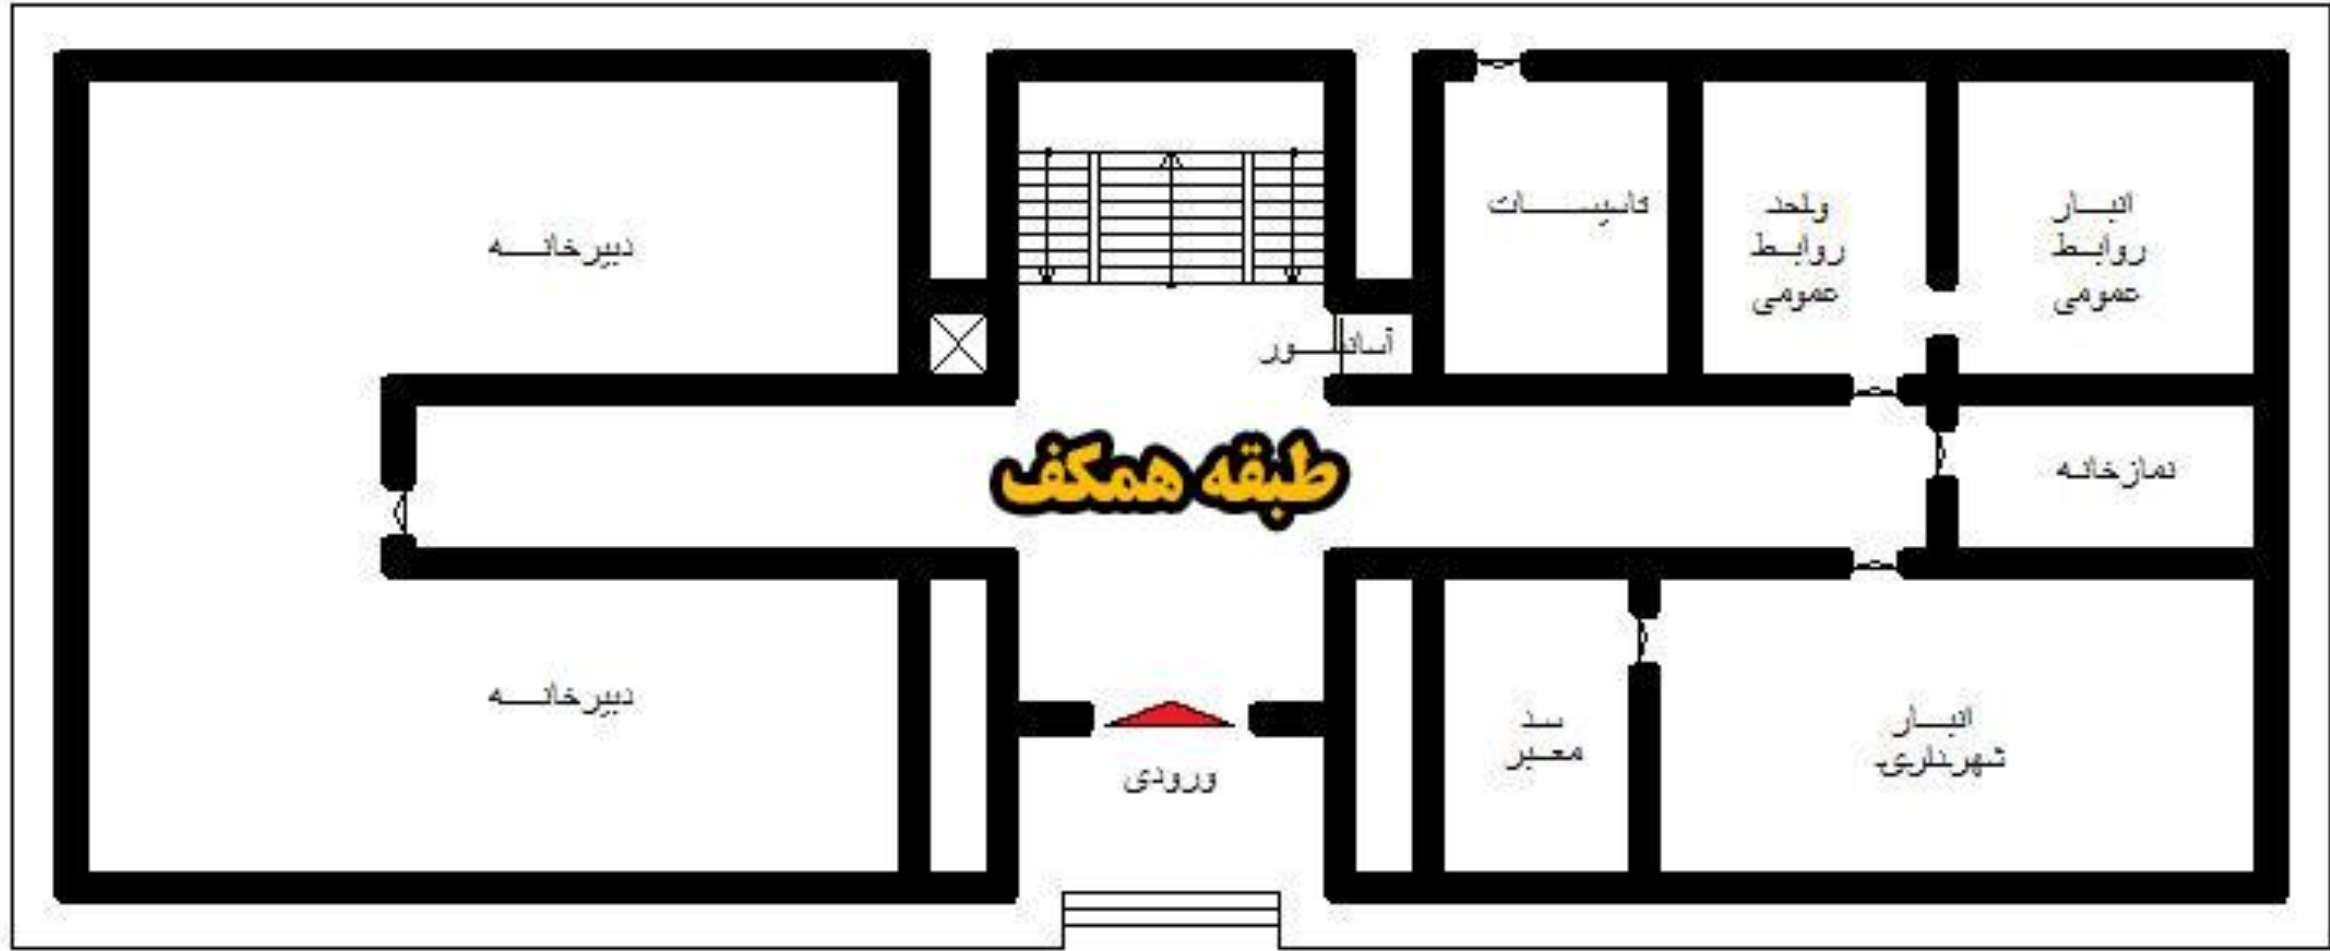 تاسیسات
واحد
روابط
عمومی
انبار
روابط
عمومی
دبیرخانه
آسانسور
طبقه همکف
نمازخانه
دبیرخانه
ورودی
سد
معبر
انبار
شهرداری